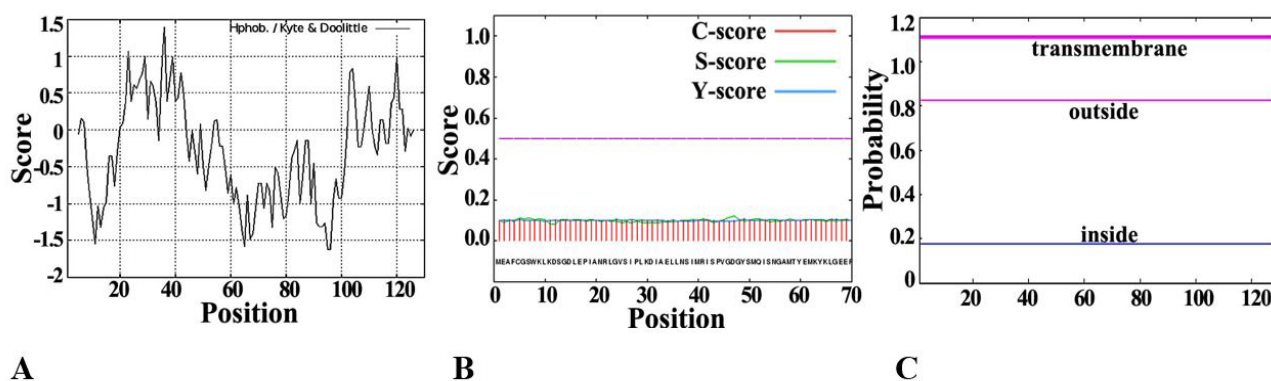 Hphob. / Kyte & Doolittle
1.5
1
0.5
0
-0.5
-1
-1.5
-2
Score
20 40 60 80 100 120
Position
A
C-score
S-score
Y-score
1.0
0.8
0.6
0.4
0.2
0.0
Score
MEAFCGSWKLKDSGDLEPIANRLGVSIPLKDIAELLNSIMRISPVGDGYSMQISNGAMTYEMKYKLGEE
0 10 20 30 40 50 60 70
Position
B
1.2
1.0
0.8
0.6
0.4
0.2
0
Probability
transmembrane
outside
inside
20 40 60 80 100 120
Position
C